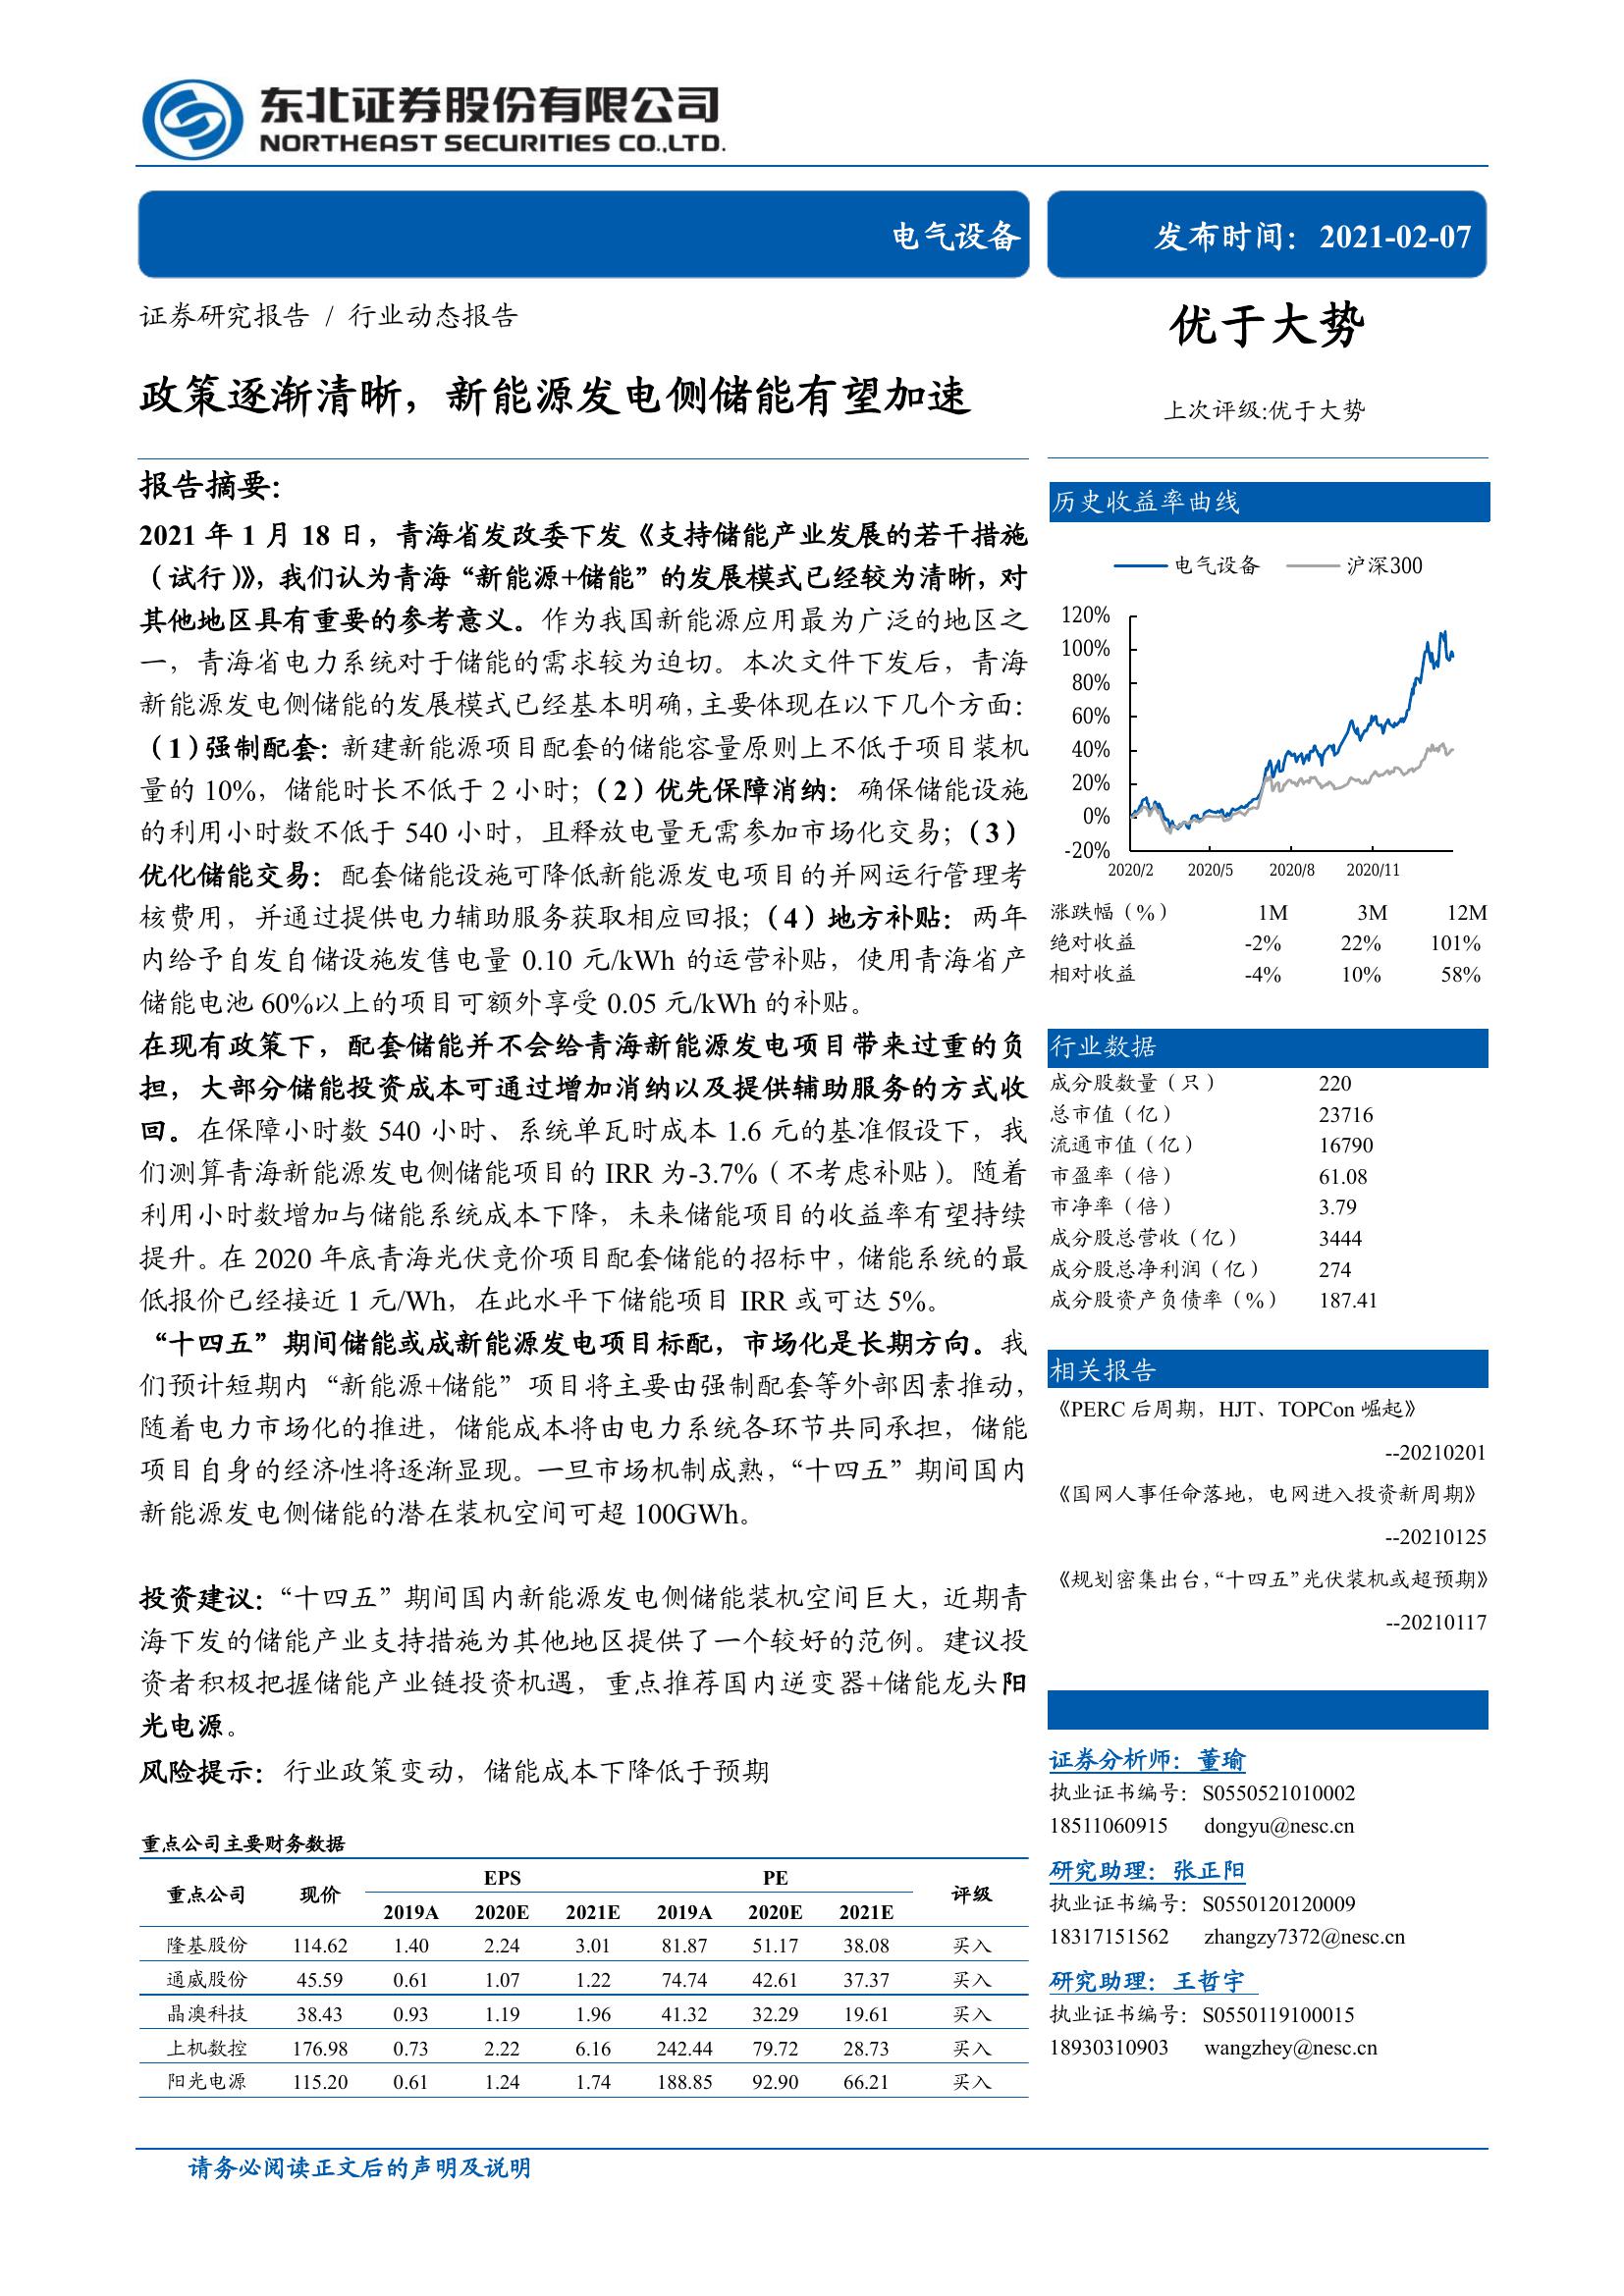 东北证券股份有限公司
NORTHEAST SECURITIES CO.,LTD.
电气设备
发布时间：2021-02-07
证券研究报告 / 行业动态报告
政策逐渐清晰，新能源发电侧储能有望加速
报告摘要：
2021 年 1 月 18 日，青海省发改委下发《支持储能产业发展的若干措施
（试行）》，我们认为青海“新能源+储能”的发展模式已经较为清晰，对
其他地区具有重要的参考意义。作为我国新能源应用最为广泛的地区之
一，青海省电力系统对于储能的需求较为迫切。本次文件下发后，青海
新能源发电侧储能的发展模式已经基本明确，主要体现在以下几个方面：
（1）强制配套：新建新能源项目配套的储能容量原则上不低于项目装机
量的 10%，储能时长不低于 2 小时；（2）优先保障消纳：确保储能设施
的利用小时数不低于 540 小时，且释放电量无需参加市场化交易；（3）
优化储能交易：配套储能设施可降低新能源发电项目的并网运行管理考
核费用，并通过提供电力辅助服务获取相应回报；（4）地方补贴：两年
内给予自发自储设施发售电量 0.10 元/kWh 的运营补贴，使用青海省产
储能电池 60%以上的项目可额外享受 0.05 元/kWh 的补贴。
在现有政策下，配套储能并不会给青海新能源发电项目带来过重的负
担，大部分储能投资成本可通过增加消纳以及提供辅助服务的方式收
回。在保障小时数 540 小时、系统单瓦时成本 1.6 元的基准假设下，我
们测算青海新能源发电侧储能项目的 IRR 为-3.7%（不考虑补贴）。随着
利用小时数增加与储能系统成本下降，未来储能项目的收益率有望持续
提升。在 2020 年底青海光伏竞价项目配套储能的招标中，储能系统的最
低报价已经接近 1 元/Wh，在此水平下储能项目 IRR 或可达 5%。
“十四五”期间储能或成新能源发电项目标配，市场化是长期方向。我
们预计短期内“新能源+储能”项目将主要由强制配套等外部因素推动，
随着电力市场化的推进，储能成本将由电力系统各环节共同承担，储能
项目自身的经济性将逐渐显现。一旦市场机制成熟，“十四五”期间国内
新能源发电侧储能的潜在装机空间可超 100GWh。
投资建议：“十四五”期间国内新能源发电侧储能装机空间巨大，近期青
海下发的储能产业支持措施为其他地区提供了一个较好的范例。建议投
资者积极把握储能产业链投资机遇，重点推荐国内逆变器+储能龙头阳
光电源。
风险提示：行业政策变动，储能成本下降低于预期
重点公司主要财务数据
重点公司 现价 EPS PE 评级
2019A 2020E 2021E 2019A 2020E 2021E
隆基股份 114.62 1.40 2.24 3.01 81.87 51.17 38.08 买入
通威股份 45.59 0.61 1.07 1.22 74.74 42.61 37.37 买入
晶澳科技 38.43 0.93 1.19 1.96 41.32 32.29 19.61 买入
上机数控 176.98 0.73 2.22 6.16 242.44 79.72 28.73 买入
阳光电源 115.20 0.61 1.24 1.74 188.85 92.90 66.21 买入
优于大势
上次评级:优于大势
历史收益率曲线
电气设备 沪深300
120%
100%
80%
60%
40%
20%
0%
-20%
2020/2 2020/5 2020/8 2020/11
涨跌幅（%） 1M 3M 12M
绝对收益 -2% 22% 101%
相对收益 -4% 10% 58%
行业数据
成分股数量（只） 220
总市值（亿） 23716
流通市值（亿） 16790
市盈率（倍） 61.08
市净率（倍） 3.79
成分股总营收（亿） 3444
成分股总净利润（亿） 274
成分股资产负债率（%） 187.41
相关报告
《PERC 后周期，HJT、TOPCon 崛起》
--20210201
《国网人事任命落地，电网进入投资新周期》
--20210125
《规划密集出台，“十四五”光伏装机或超预期》
--20210117
证券分析师：董瑜
执业证书编号：S0550521010002
18511060915 dongyu@nesc.cn
研究助理：张正阳
执业证书编号：S0550120120009
18317151562 zhangzy7372@nesc.cn
研究助理：王哲宇
执业证书编号：S0550119100015
18930310903 wangzhey@nesc.cn
请务必阅读正文后的声明及说明